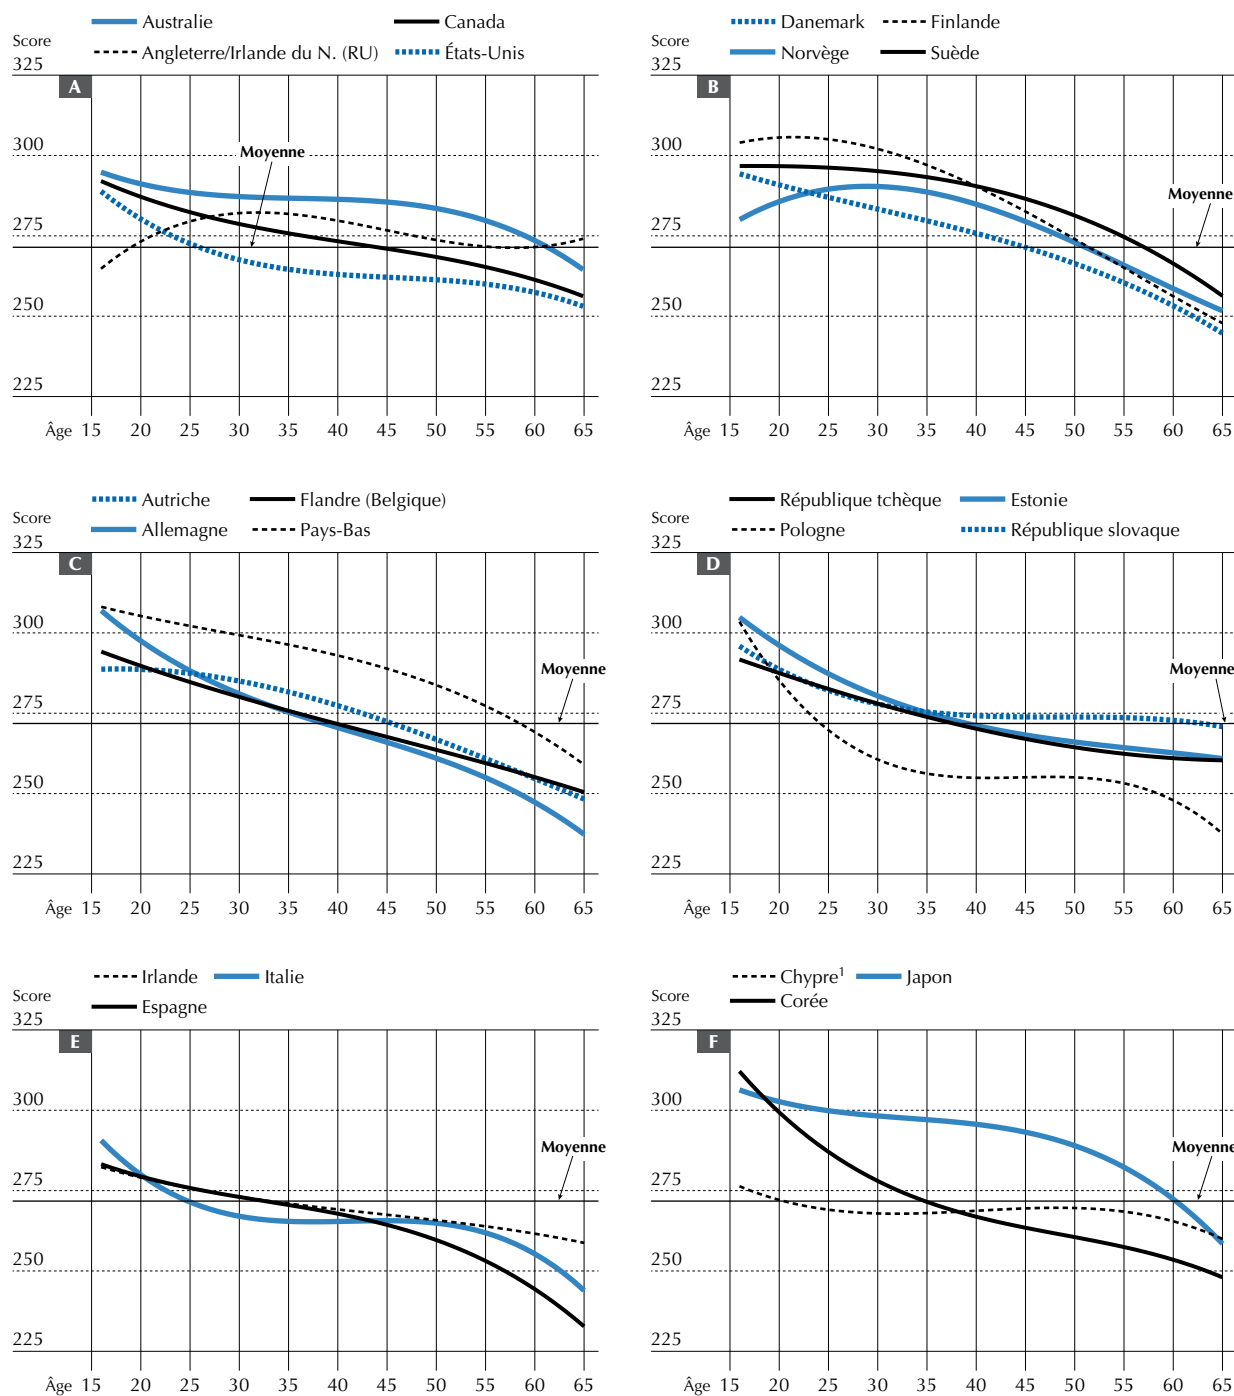 Australie Canada
Angleterre/Irlande du N. (RU) États-Unis
Score
325
A
300
Moyenne
275
250
225
Âge 15 20 25 30 35 40 45 50 55 60 65
Danemark Finlande
Norvège Suède
Score
325
B
300
Moyenne
275
250
225
Âge 15 20 25 30 35 40 45 50 55 60 65
Autriche Flandre (Belgique)
Allemagne Pays-Bas
Score
325
C
300
Moyenne
275
250
225
Âge 15 20 25 30 35 40 45 50 55 60 65
République tchèque Estonie
Pologne République slovaque
Score
325
D
300
Moyenne
275
250
225
Âge 15 20 25 30 35 40 45 50 55 60 65
Irlande Italie
Espagne
Score
325
E
300
Moyenne
275
250
225
Âge 15 20 25 30 35 40 45 50 55 60 65
Chypre¹ Japon
Corée
Score
325
F
300
Moyenne
275
250
225
Âge 15 20 25 30 35 40 45 50 55 60 65